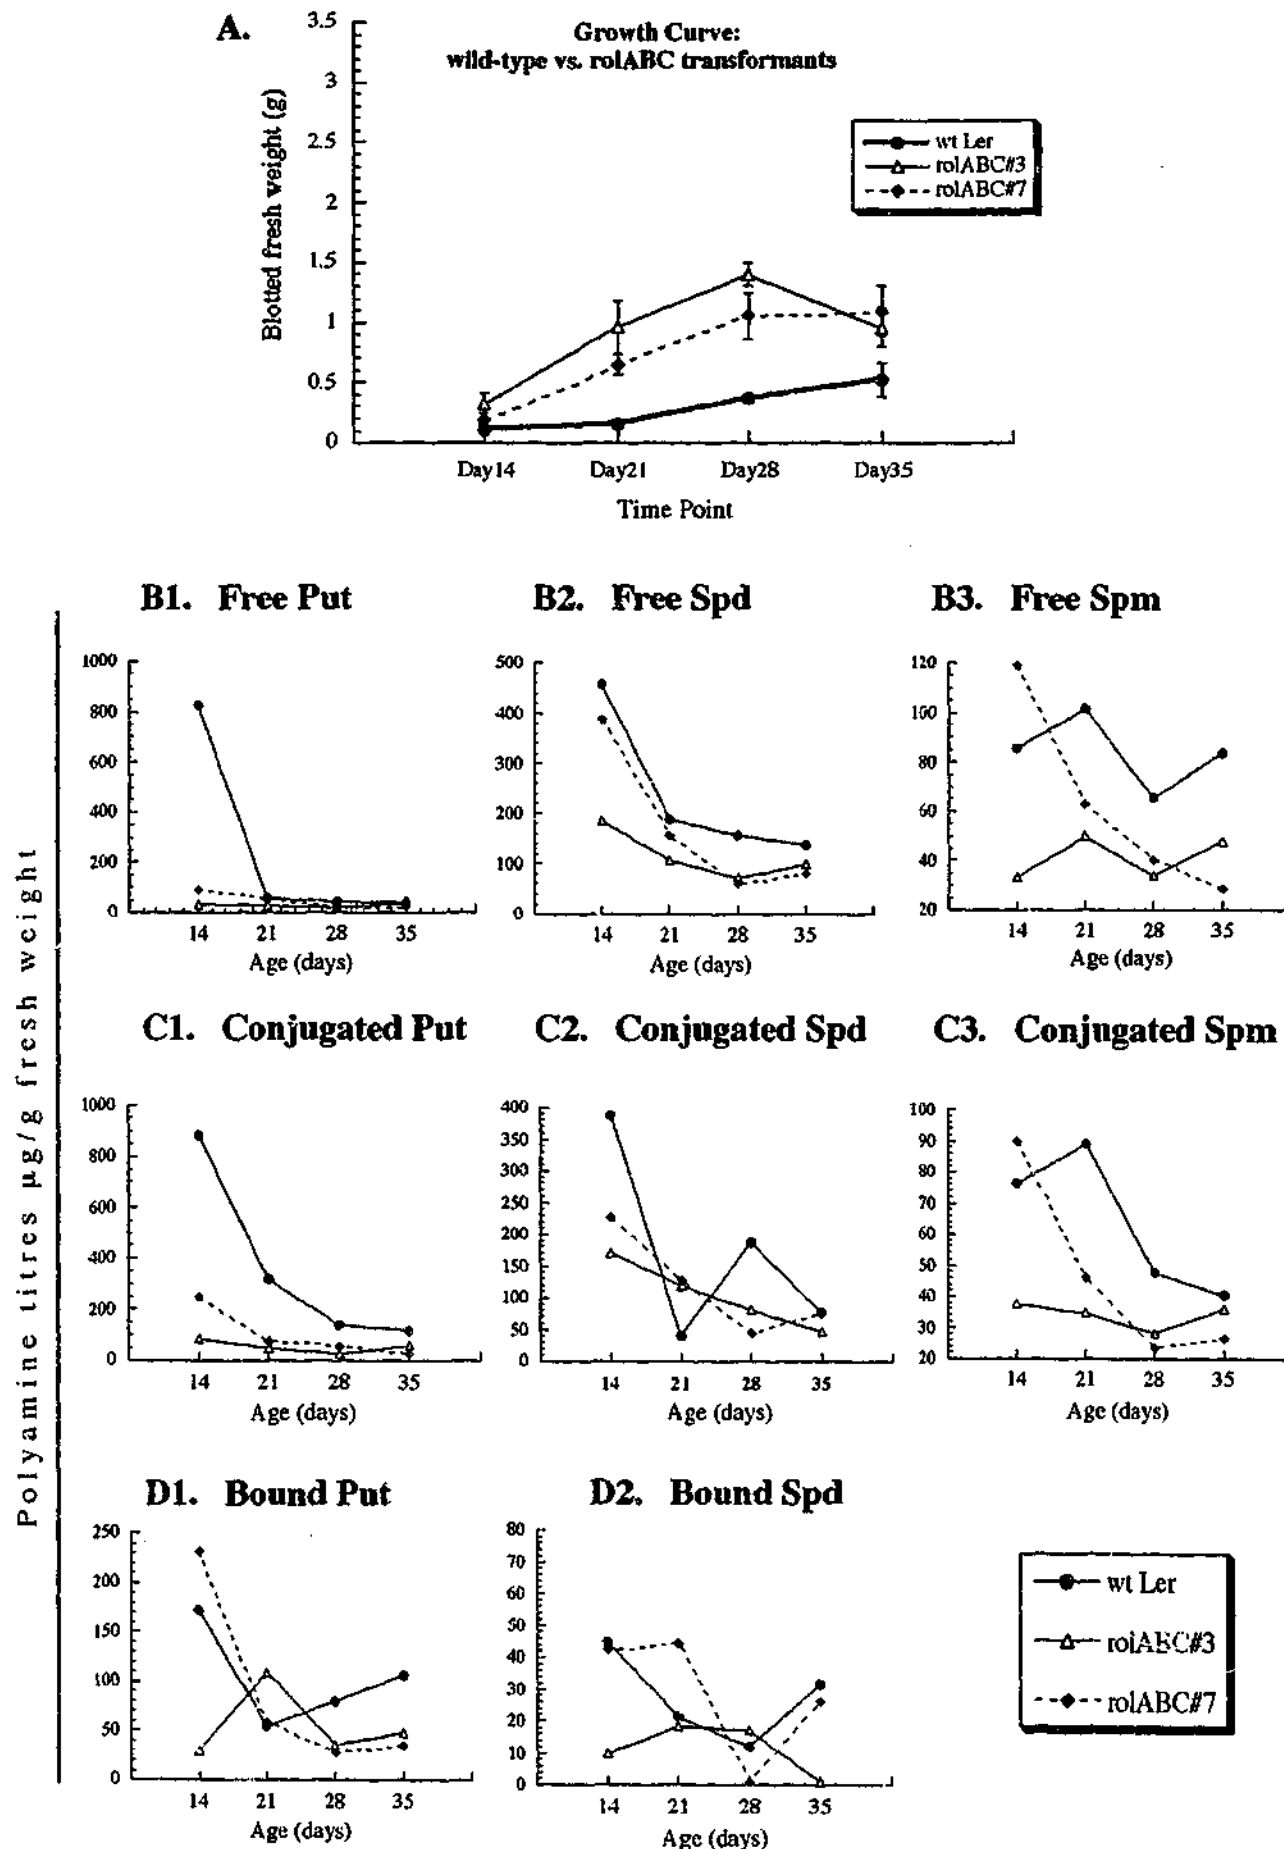 A.
Growth Curve:
wild-type vs. rolABC transformants
Blotted fresh weight (g)
3.5
3
2.5
2
1.5
1
0.5
0
wt Ler
rolABC#3
rolABC#7
Day14 Day21 Day28 Day35
Time Point
Polyamine titres µg/g fresh weight
B1. Free Put
1000
800
600
400
200
0
14 21 28 35
Age (days)
B2. Free Spd
500
400
300
200
100
0
14 21 28 35
Age (days)
B3. Free Spm
120
100
80
60
40
20
14 21 28 35
Age (days)
C1. Conjugated Put
1000
800
600
400
200
0
14 21 28 35
Age (days)
C2. Conjugated Spd
400
350
300
250
200
150
100
50
0
14 21 28 35
Age (days)
C3. Conjugated Spm
100
90
80
70
60
50
40
30
20
14 21 28 35
Age (days)
D1. Bound Put
250
200
150
100
50
0
14 21 28 35
Age (days)
D2. Bound Spd
80
70
60
50
40
30
20
10
0
14 21 28 35
Age (days)
wt Ler
rolABC#3
rolABC#7